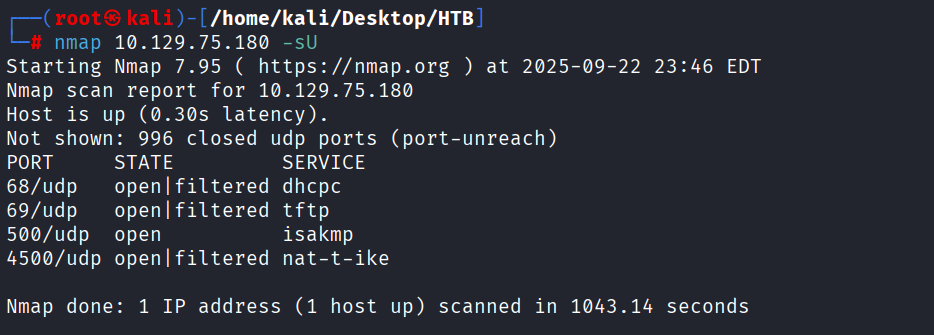 ┌──(root㉿kali)-[/home/kali/Desktop/HTB]
└─# nmap 10.129.75.180 -sU
Starting Nmap 7.95 ( https://nmap.org ) at 2025-09-22 23:46 EDT
Nmap scan report for 10.129.75.180
Host is up (0.30s latency).
Not shown: 996 closed udp ports (port-unreach)
PORT     STATE         SERVICE
68/udp   open|filtered dhcpc
69/udp   open|filtered tftp
500/udp  open          isakmp
4500/udp open|filtered nat-t-ike

Nmap done: 1 IP address (1 host up) scanned in 1043.14 seconds